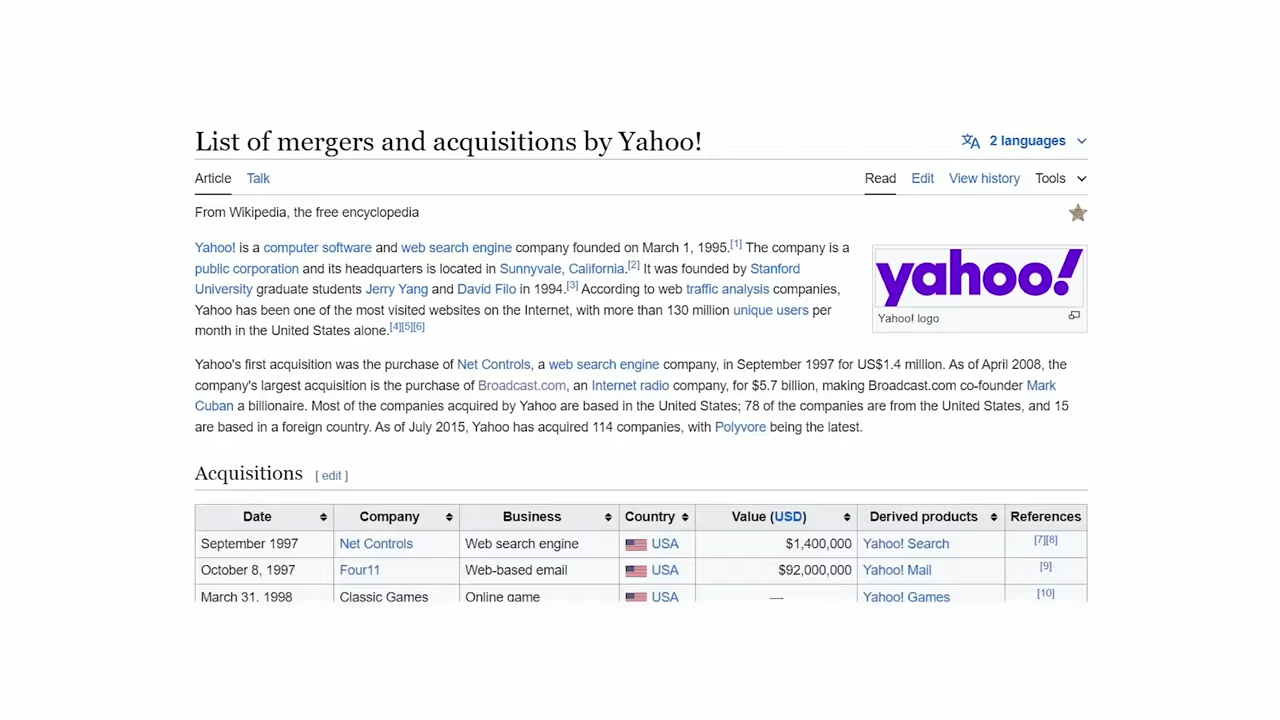 List of mergers and acquisitions by Yahoo!
2 languages
Article Talk
Read Edit View history Tools
From Wikipedia, the free encyclopedia
Yahoo! is a computer software and web search engine company founded on March 1, 1995.[1] The company is a
public corporation and its headquarters is located in Sunnyvale, California.[2] It was founded by Stanford
University graduate students Jerry Yang and David Filo in 1994.[3] According to web traffic analysis companies,
Yahoo has been one of the most visited websites on the Internet, with more than 130 million unique users per
month in the United States alone.[4][5][6]
yahoo!
Yahoo! logo
Yahoo's first acquisition was the purchase of Net Controls, a web search engine company, in September 1997 for US$1.4 million. As of April 2008, the
company's largest acquisition is the purchase of Broadcast.com, an Internet radio company, for $5.7 billion, making Broadcast.com co-founder Mark
Cuban a billionaire. Most of the companies acquired by Yahoo are based in the United States; 78 of the companies are from the United States, and 15
are based in a foreign country. As of July 2015, Yahoo has acquired 114 companies, with Polyvore being the latest.
Acquisitions [ edit ]
Date Company Business Country Value (USD) Derived products References
September 1997 Net Controls Web search engine USA $1,400,000 Yahoo! Search [7][8]
October 8, 1997 Four11 Web-based email USA $92,000,000 Yahoo! Mail [9]
March 31, 1998 Classic Games Online game USA — Yahoo! Games [10]